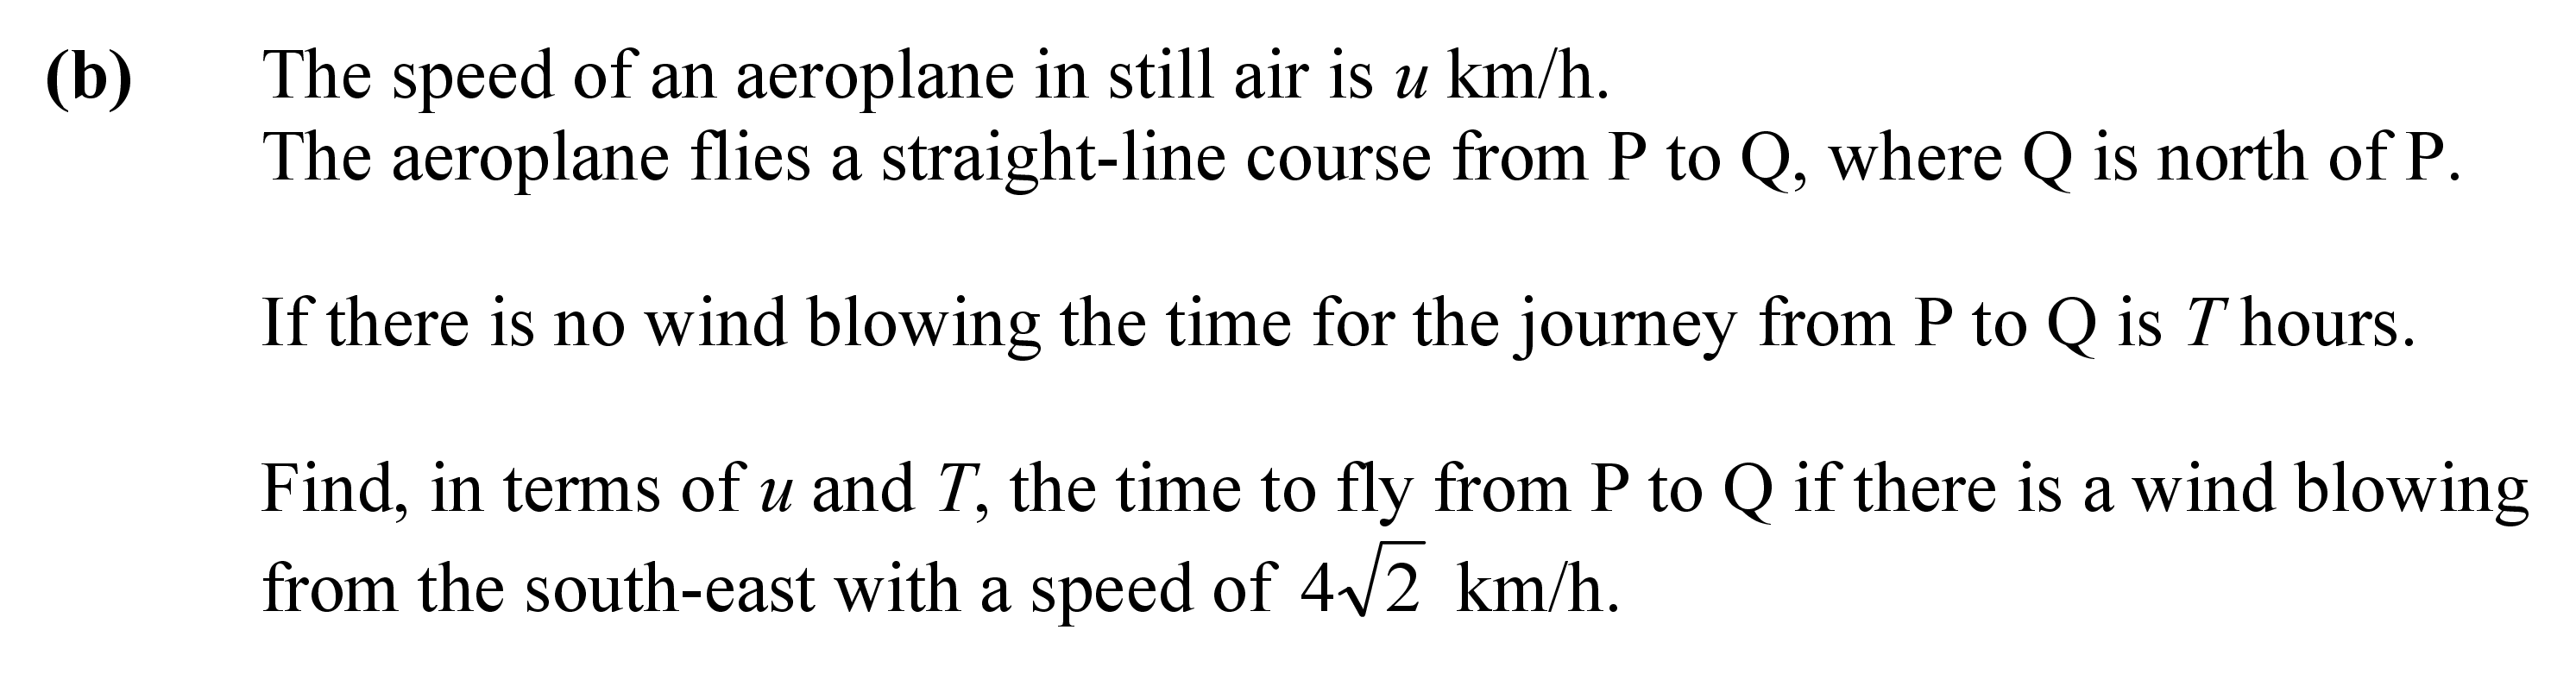 (b) The speed of an aeroplane in still air is u km/h.
The aeroplane flies a straight-line course from P to Q, where Q is north of P.
If there is no wind blowing the time for the journey from P to Q is T hours.
Find, in terms of u and T, the time to fly from P to Q if there is a wind blowing
from the south-east with a speed of 4√2 km/h.